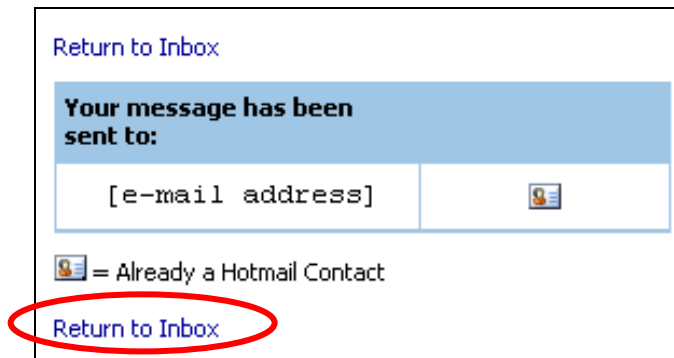 Return to Inbox
Your message has been
sent to:
[e-mail address]
= Already a Hotmail Contact
Return to Inbox